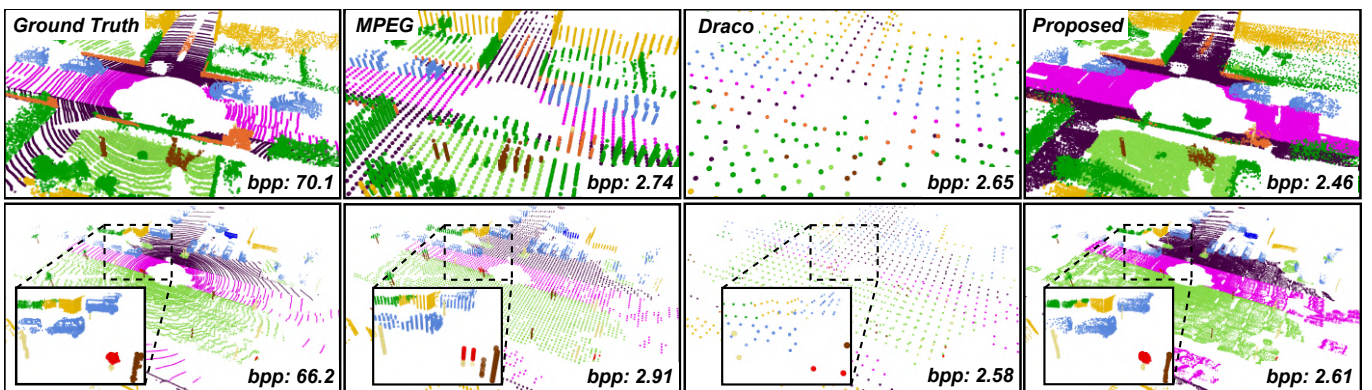 Ground Truth
MPEG
Draco
Proposed
bpp: 70.1
bpp: 2.74
bpp: 2.65
bpp: 2.46
bpp: 66.2
bpp: 2.91
bpp: 2.58
bpp: 2.61